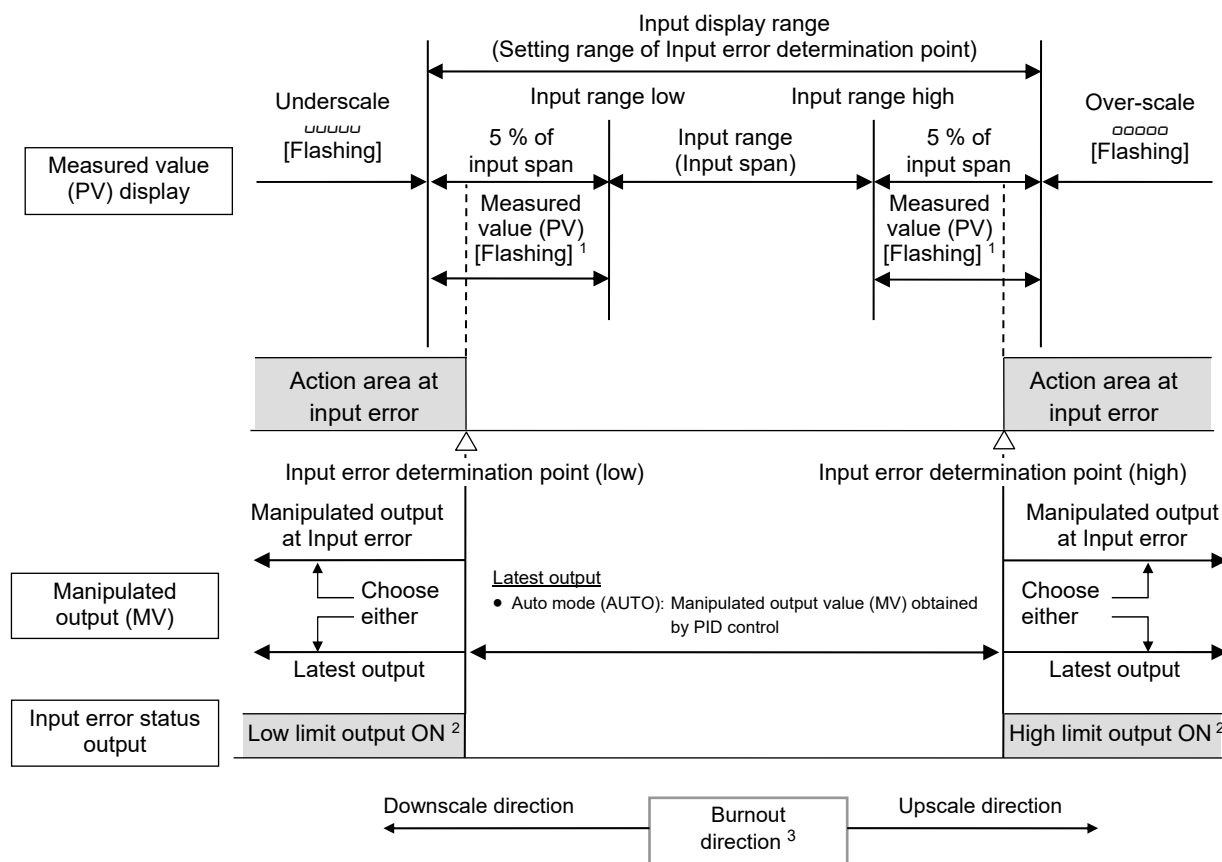 Input display range
(Setting range of Input error determination point)
Underscale
[Flashing]
Input range low
Input range high
Over-scale
[Flashing]
5 % of
input span
Input range
(Input span)
5 % of
input span
Measured value
(PV) display
Measured
value (PV)
[Flashing] 1
Measured
value (PV)
[Flashing] 1
Action area at
input error
Action area at
input error
Input error determination point (low)
Input error determination point (high)
Manipulated output
at Input error
Manipulated output
at Input error
Manipulated
output (MV)
Choose
either
Latest output
● Auto mode (AUTO): Manipulated output value (MV) obtained
by PID control
Choose
either
Latest output
Latest output
Input error status
output
Low limit output ON 2
High limit output ON 2
Downscale direction
Burnout
direction 3
Upscale direction